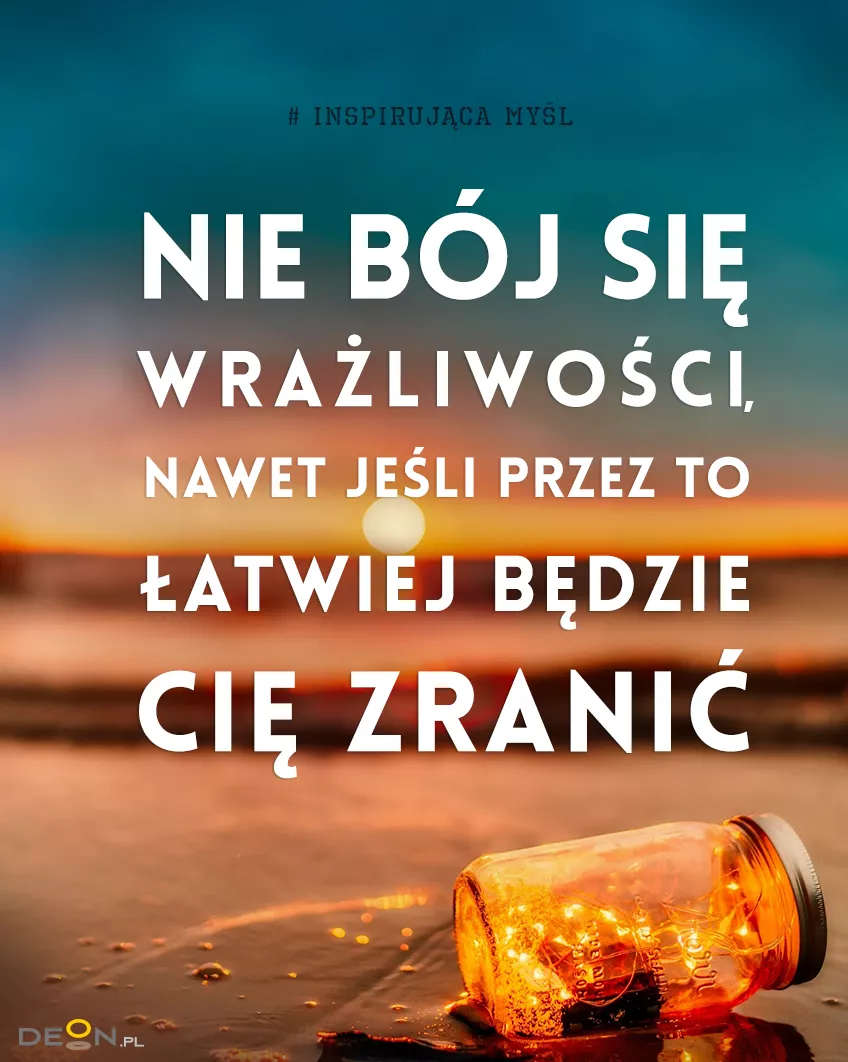 # INSPIRUJĄCA MYŚL
NIE BÓJ SIĘ
WRAŻLIWOŚCI,
NAWET JEŚLI PRZEZ TO
ŁATWIEJ BĘDZIE
CIĘ ZRANIĆ
DEON.PL